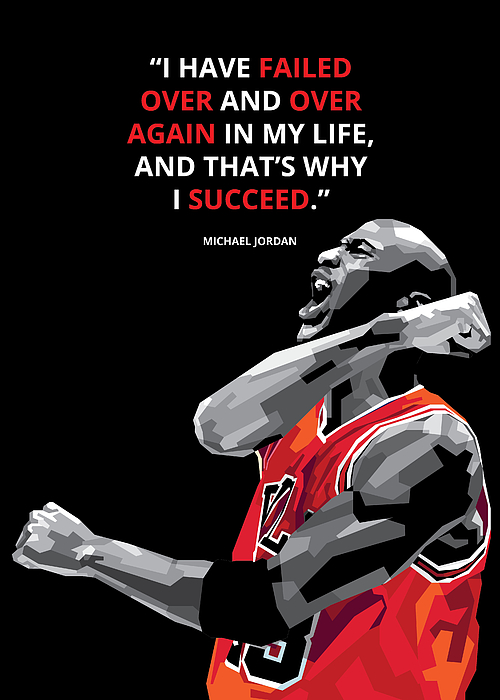 “I HAVE FAILED
OVER AND OVER
AGAIN IN MY LIFE,
AND THAT’S WHY
I SUCCEED.”
MICHAEL JORDAN